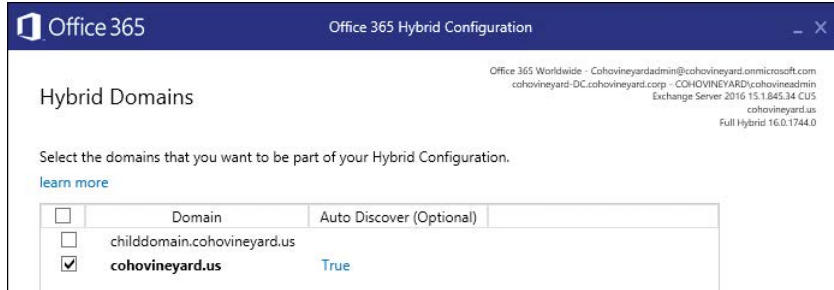 Office 365
Office 365 Hybrid Configuration
Office 365 Worldwide - Cohovineyardadmin@cohovineyard.onmicrosoft.com
cohovineyard-DC.cohovineyard.corp - COHOVINEYARD\cohovineadmin
Exchange Server 2016 15.1.845.34 CU5
cohovineyard.us
Full Hybrid 16.0.1744.0
Hybrid Domains
Select the domains that you want to be part of your Hybrid Configuration.
learn more
Domain Auto Discover (Optional)
childdomain.cohovineyard.us
cohovineyard.us True